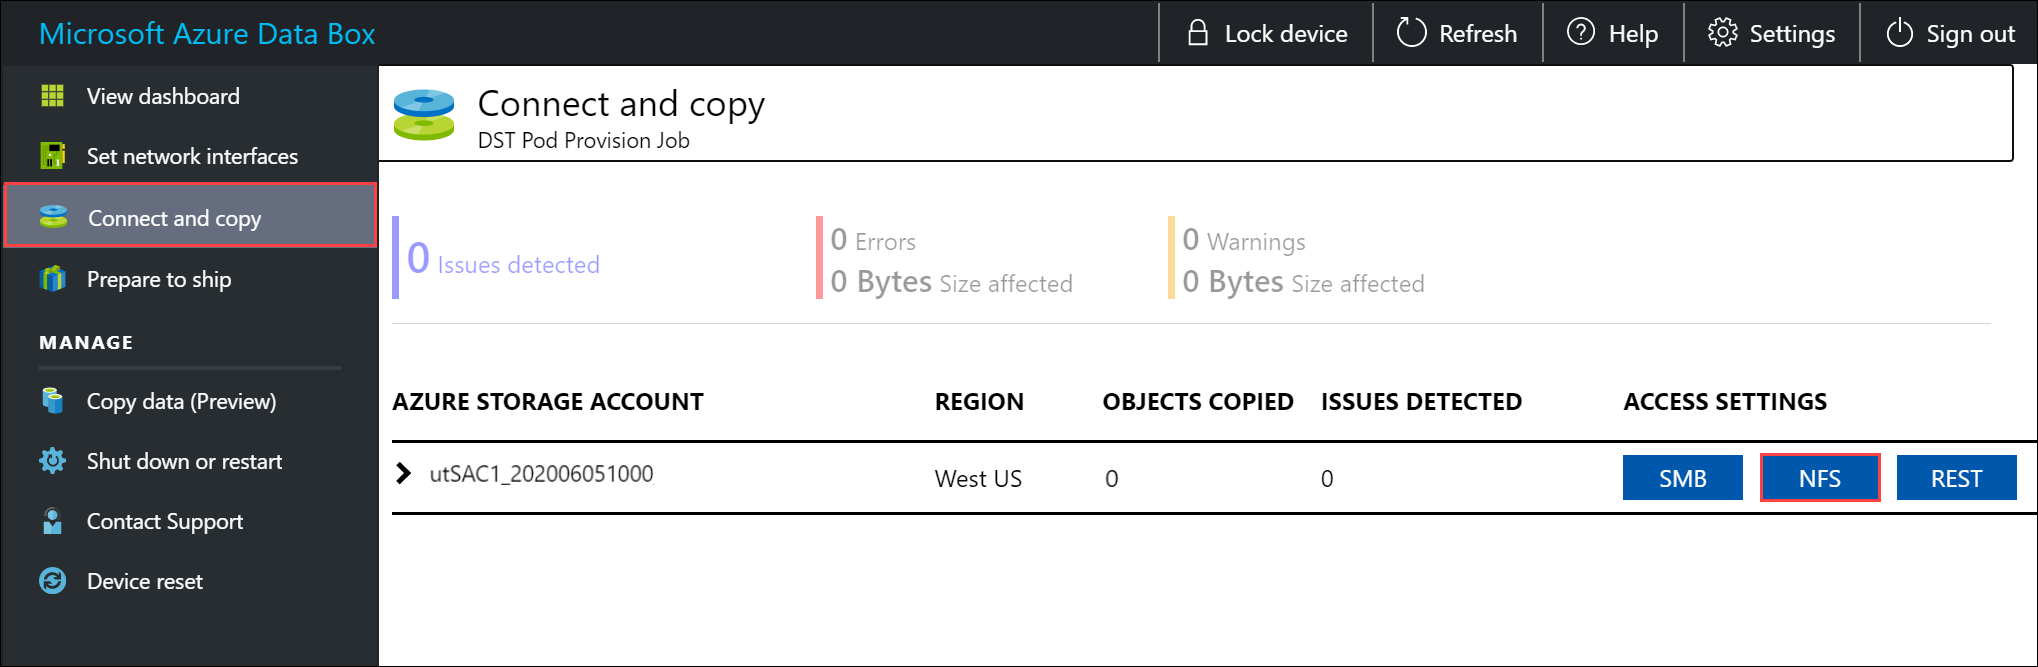 Microsoft Azure Data Box
Lock device
Refresh
Help
Settings
Sign out
View dashboard
Set network interfaces
Connect and copy
Prepare to ship
MANAGE
Copy data (Preview)
Shut down or restart
Contact Support
Device reset
Connect and copy
DST Pod Provision Job
0 Issues detected
0 Errors
0 Bytes Size affected
0 Warnings
0 Bytes Size affected
AZURE STORAGE ACCOUNT REGION OBJECTS COPIED ISSUES DETECTED ACCESS SETTINGS
utSAC1_202006051000 West US 0 0 SMB NFS REST